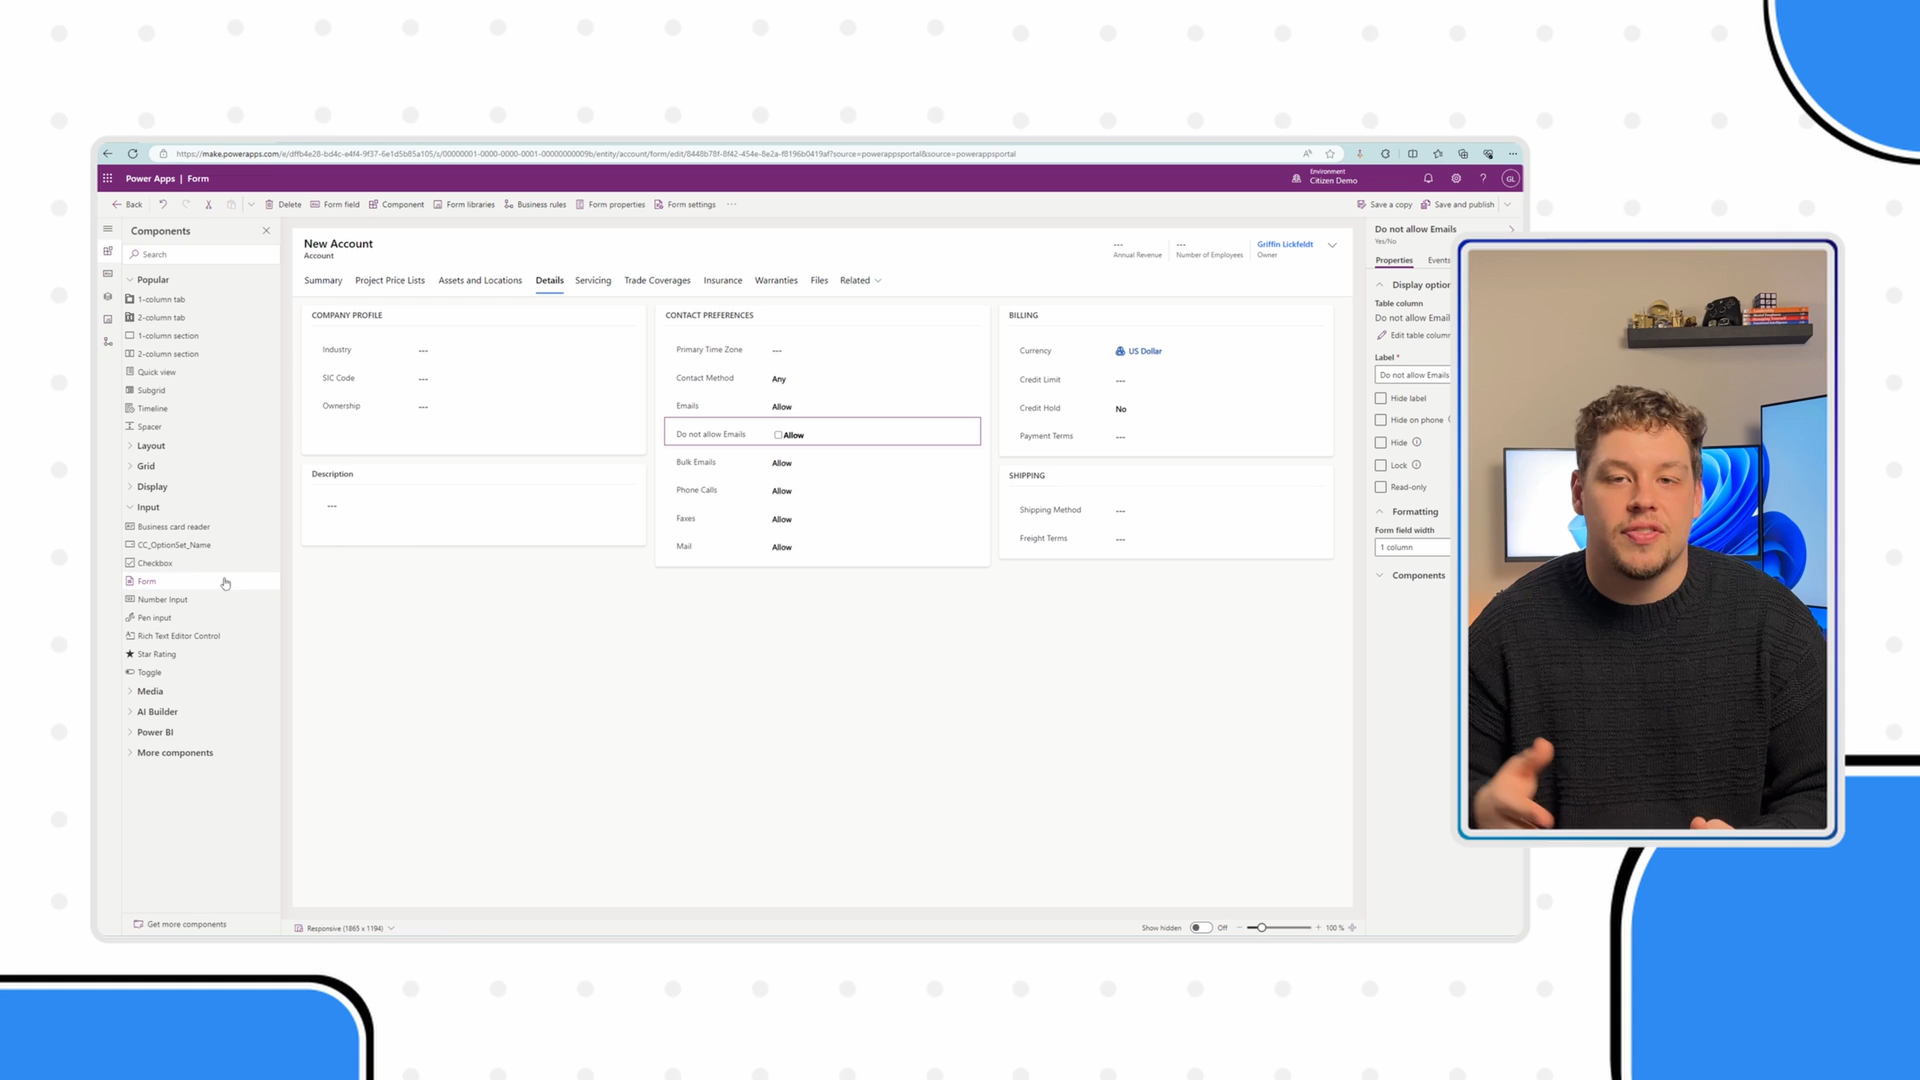 https://make.powerapps.com/e/dffb4e28-bd4c-e4f4-9f37-6e1d5b85a105/s/00000001-0000-0000-0001-00000000009b/entity/account/form/edit/8448b78f-8f42-454e-8e2a-f8196b0419af?source=powerappsportal&source=powerappsportal
Power Apps | Form
Environment
Citizen Demo
GL
Back
Delete
Form field
Component
Form libraries
Business rules
Form properties
Form settings
Save a copy
Save and publish
Components
Search
Popular
1-column tab
2-column tab
1-column section
2-column section
Quick view
Subgrid
Timeline
Spacer
Layout
Grid
Display
Input
Business card reader
CC_OptionSet_Name
Checkbox
Form
Number Input
Pen input
Rich Text Editor Control
Star Rating
Toggle
Media
AI Builder
Power BI
More components
Get more components
New Account
Account
---
Annual Revenue
---
Number of Employees
Griffin Lickfeldt
Owner
Summary
Project Price Lists
Assets and Locations
Details
Servicing
Trade Coverages
Insurance
Warranties
Files
Related
COMPANY PROFILE
Industry ---
SIC Code ---
Ownership ---
Description
---
CONTACT PREFERENCES
Primary Time Zone ---
Contact Method Any
Emails Allow
Do not allow Emails Allow
Bulk Emails Allow
Phone Calls Allow
Faxes Allow
Mail Allow
BILLING
Currency US Dollar
Credit Limit ---
Credit Hold No
Payment Terms ---
SHIPPING
Shipping Method ---
Freight Terms ---
Responsive (1865 x 1194)
Show hidden Off
100 %
Do not allow Emails
Yes/No
Properties
Events
Display option
Table column
Do not allow Email
Edit table column
Label *
Do not allow Emails
Hide label
Hide on phone
Hide
Lock
Read-only
Formatting
Form field width
1 column
Components